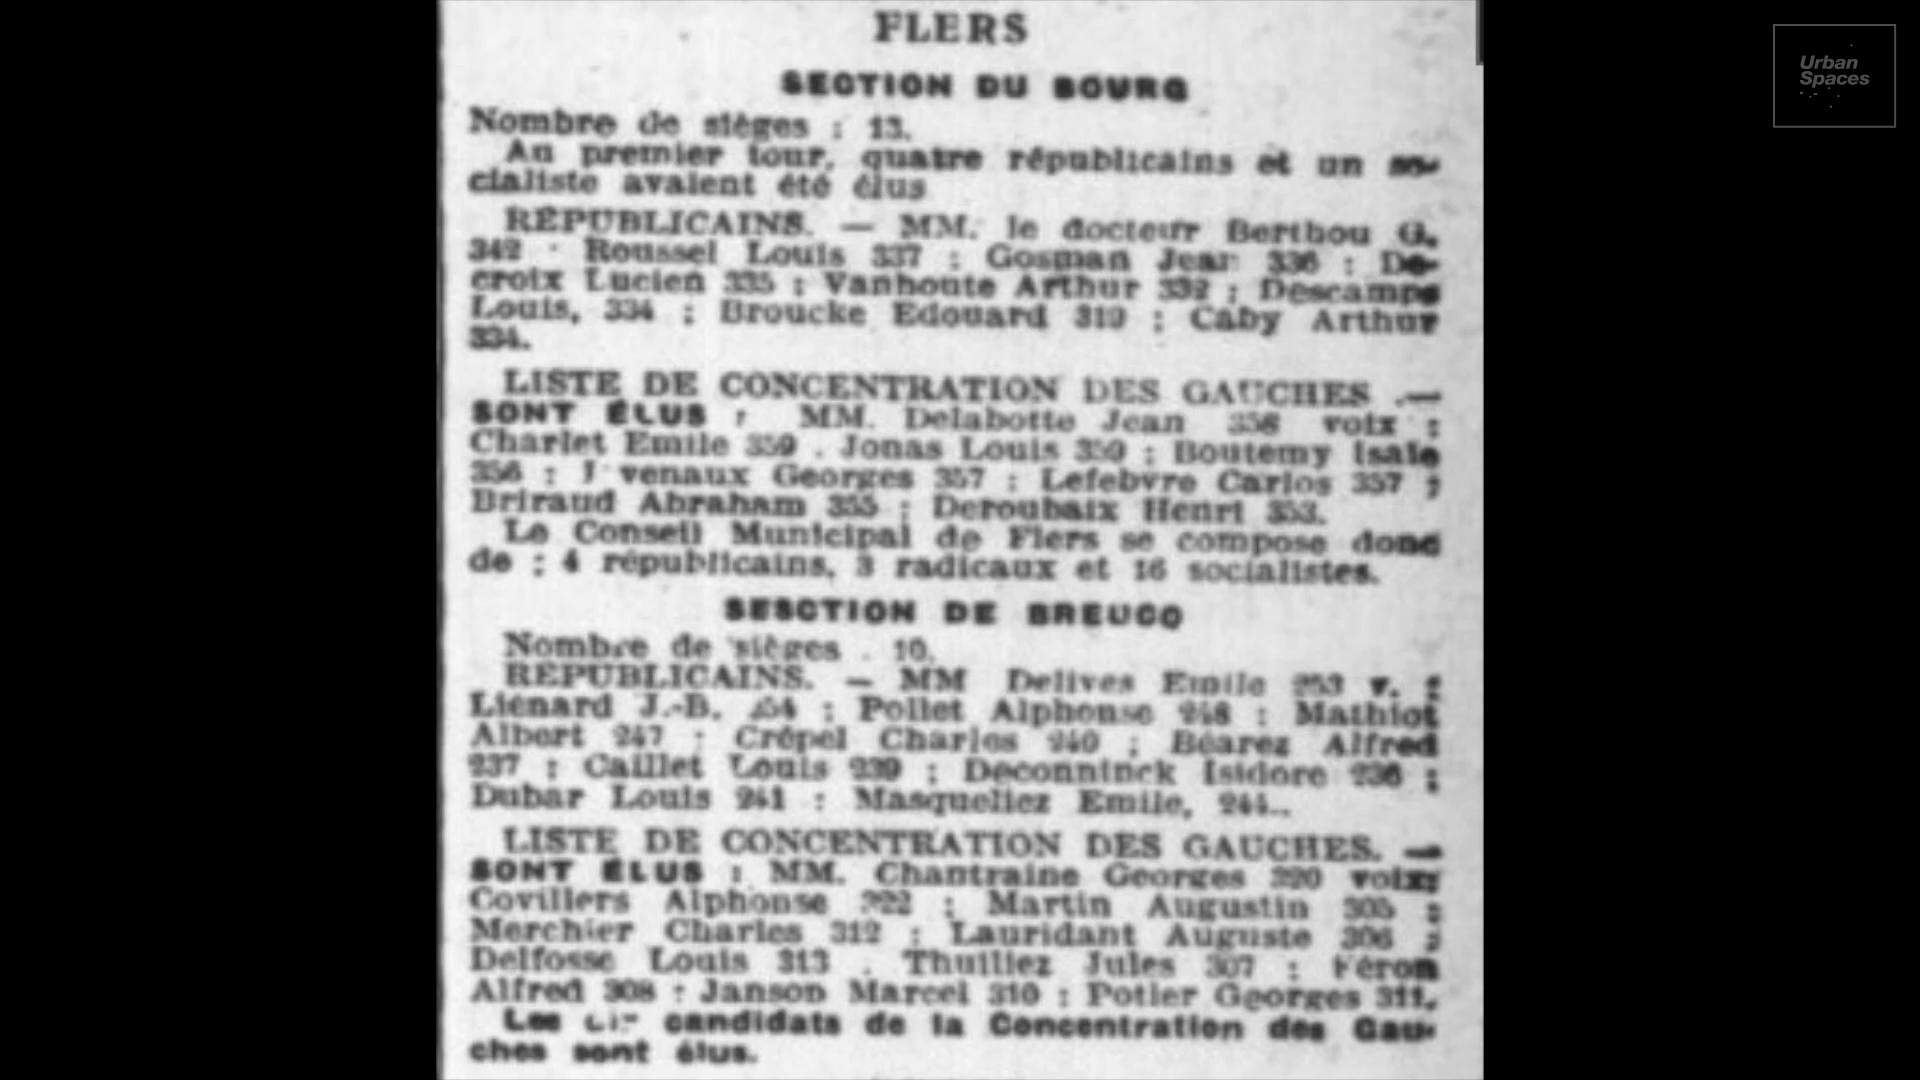 FLERS
SECTION DU BOURG
Nombre de sièges : 13.
Au premier tour, quatre républicains et un so-
cialiste avaient été élus
RÉPUBLICAINS. — MM. le docteur Berthou G.
342 Roussel Louis 337 ; Gosman Jean 336 ; De-
croix Lucien 335 ; Vanhoute Arthur 332 ; Descamps
Louis, 334 ; Broucke Edouard 319 ; Caby Arthur
334.
LISTE DE CONCENTRATION DES GAUCHES .—
SONT ÉLUS : MM. Delabotte Jean 358 voix ;
Charlet Emile 359 . Jonas Louis 359 ; Boutemy Isaïe
356 ; venaux Georges 357 ; Lefebvre Carlos 357 ;
Briraud Abraham 355 ; Deroubaix Henri 353.
Le Conseil Municipal de Flers se compose donc
de : 4 républicains, 3 radicaux et 16 socialistes.
SESCTION DE BREUCQ
Nombre de sièges . 10.
RÉPUBLICAINS. — MM Delives Emile 253 v. ;
Liénard J.-B. 254 ; Pollet Alphonse 248 ; Mathiot
Albert 247 ; Crépel Charles 240 ; Béarez Alfred
237 ; Caillet Louis 239 ; Deconninck Isidore 236 ;
Dubar Louis 241 ; Masqueliez Emile, 244..
LISTE DE CONCENTRATION DES GAUCHES. —
SONT ÉLUS : MM. Chantraine Georges 320 voix;
Covillers Alphonse 322 ; Martin Augustin 305 ;
Merchier Charles 312 ; Lauridant Auguste 306 ;
Delfosse Louis 313 . Thuilliez Jules 307 ; Féron
Alfred 308 ; Janson Marcel 310 ; Potier Georges 311.
Les candidats de la Concentration des Gau-
ches sont élus.
Urban
Spaces